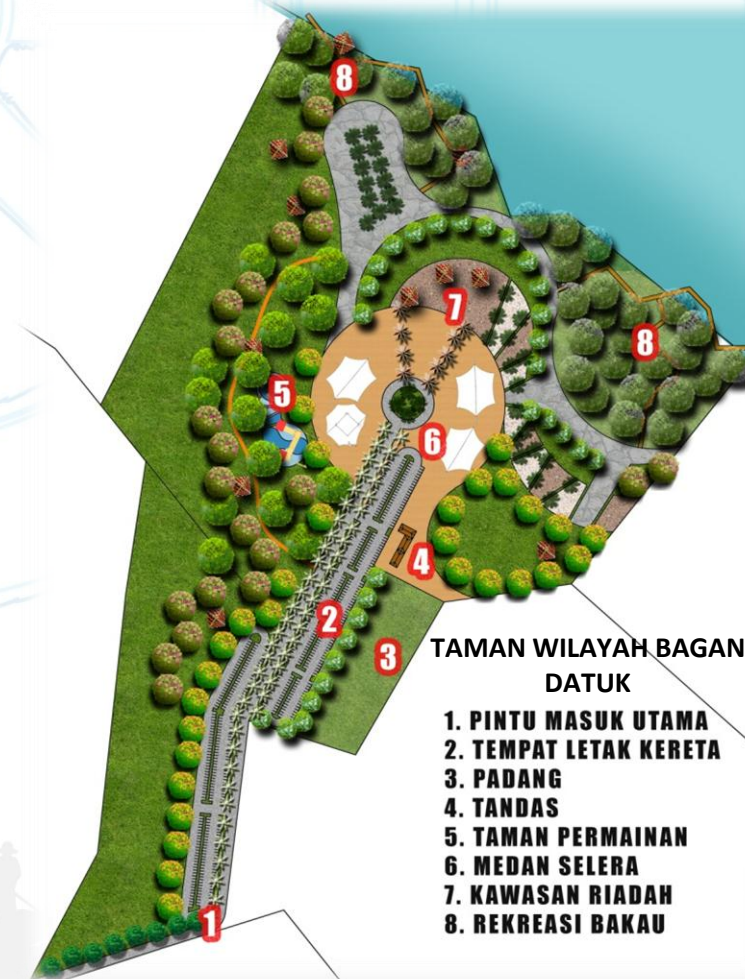 8
7
8
5
6
4
2
3
1
TAMAN WILAYAH BAGAN
DATUK
1. PINTU MASUK UTAMA
2. TEMPAT LETAK KERETA
3. PADANG
4. TANDAS
5. TAMAN PERMAINAN
6. MEDAN SELERA
7. KAWASAN RIADAH
8. REKREASI BAKAU